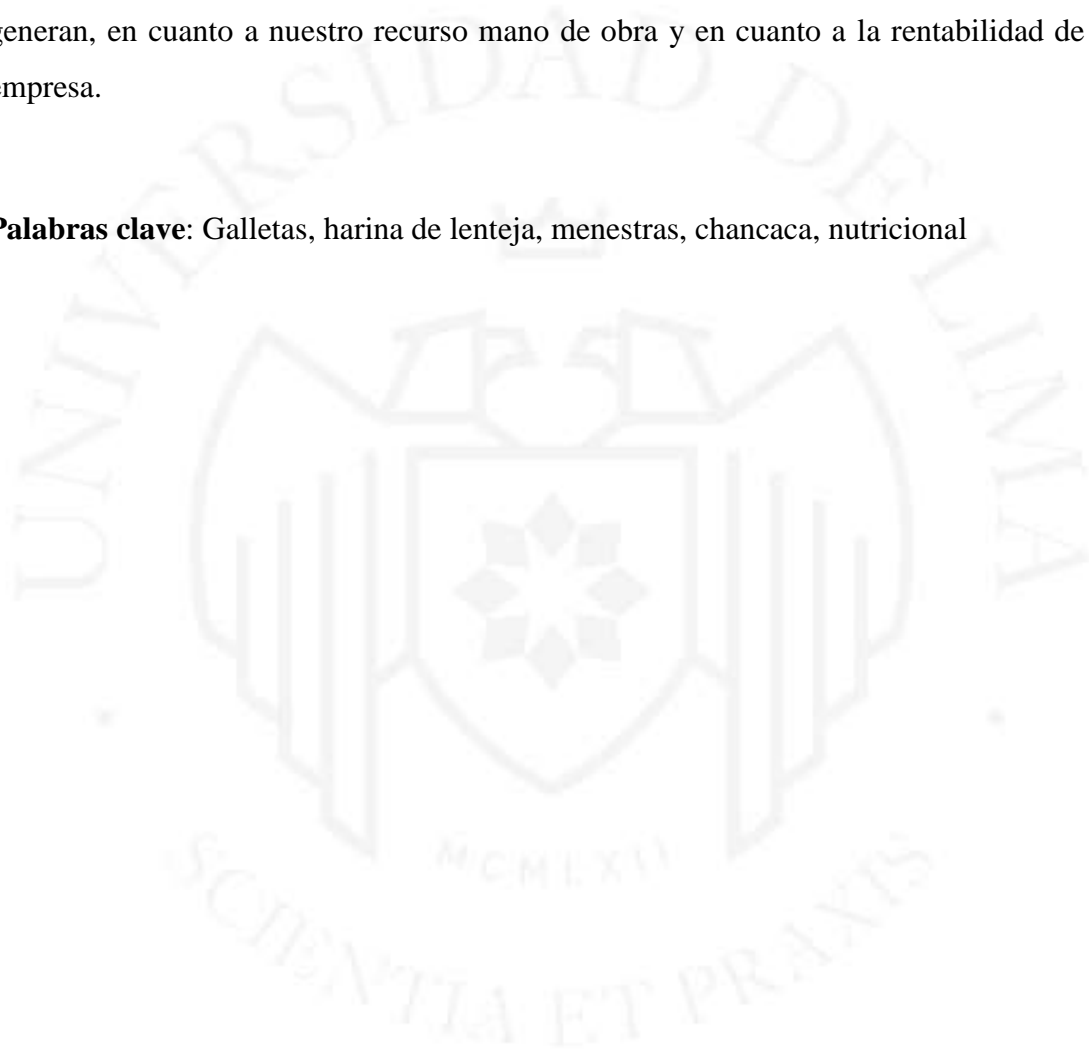 generan, en cuanto a nuestro recurso mano de obra y en cuanto a la rentabilidad de
empresa.
Palabras clave: Galletas, harina de lenteja, menestras, chancaca, nutricional
UNIVERSIDAD DE LIMA
MCMLXII
SCIENTIA ET PRAXIS